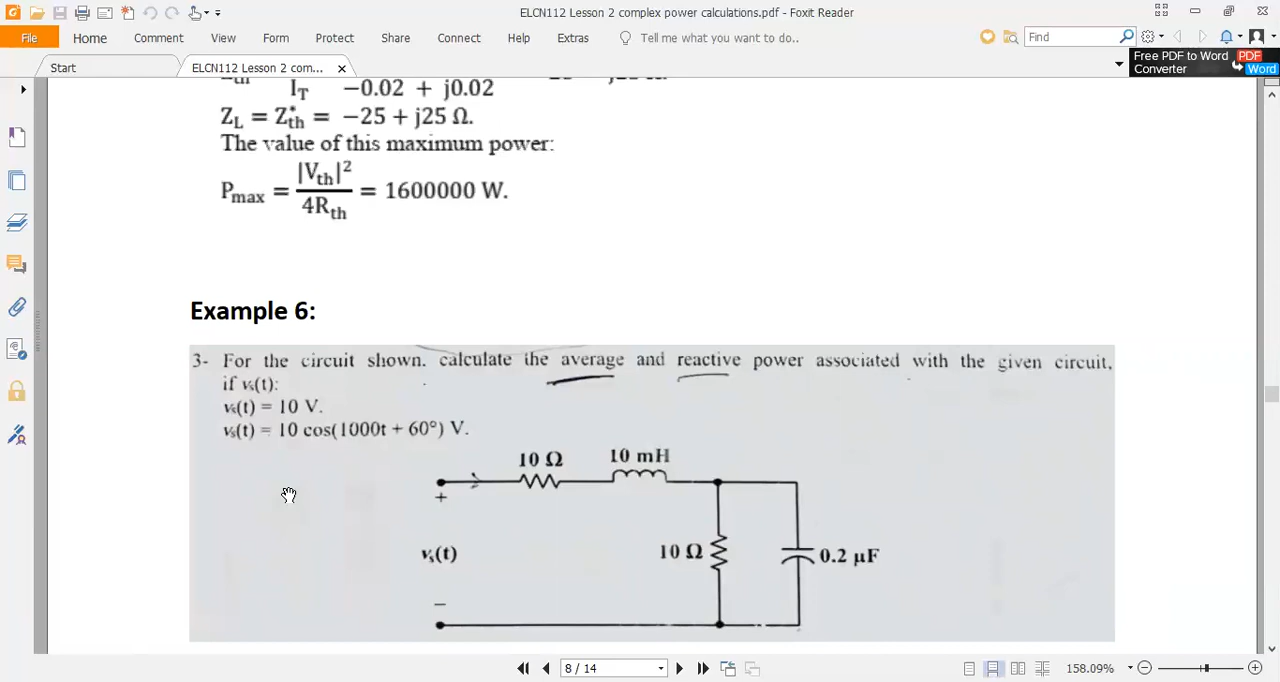 ELCN112 Lesson 2 complex power calculations.pdf - Foxit Reader
File Home Comment View Form Protect Share Connect Help Extras Tell me what you want to do.. Find
Start ELCN112 Lesson 2 com... Free PDF to Word
Converter PDF Word
I_T −0.02 + j0.02
Z_L = Z*_th = −25 + j25 Ω.
The value of this maximum power:
P_max = |V_th|² / 4R_th = 1600000 W.
Example 6:
3- For the circuit shown. calculate the average and reactive power associated with the given circuit,
if vₛ(t):
vₛ(t) = 10 V.
vₛ(t) = 10 cos(1000t + 60°) V.
10 Ω 10 mH
+
vₛ(t) 10 Ω 0.2 µF
−
8 / 14 158.09%